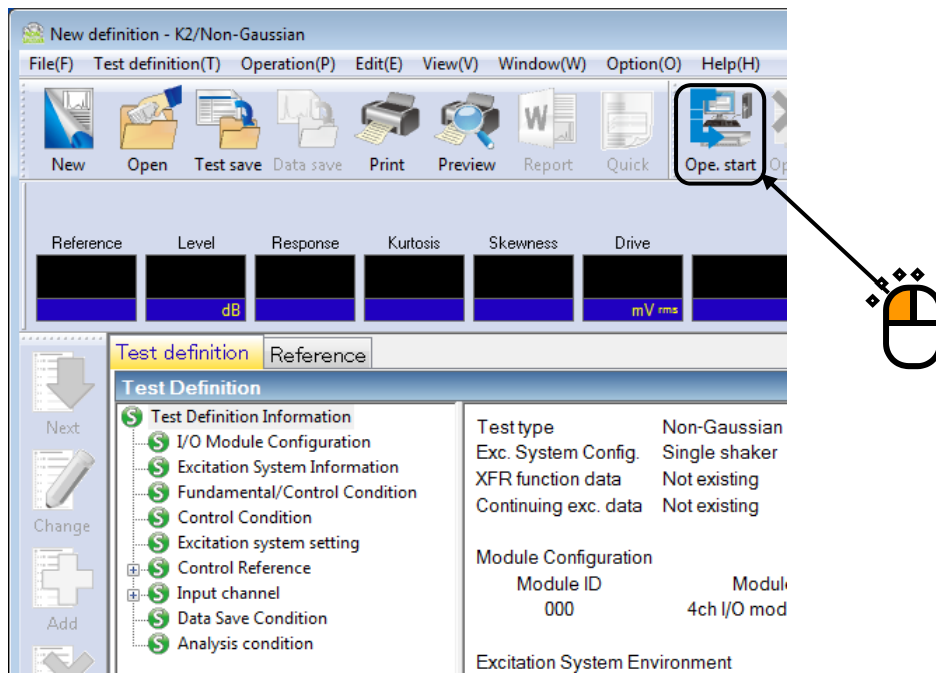 New definition - K2/Non-Gaussian
File(F) Test definition(T) Operation(P) Edit(E) View(V) Window(W) Option(O) Help(H)
New Open Test save Data save Print Preview Report Quick Ope. start
Reference Level Response Kurtosis Skewness Drive
dB mV rms
Test definition Reference
Test Definition
Next
Change
Add
Test Definition Information
I/O Module Configuration
Excitation System Information
Fundamental/Control Condition
Control Condition
Excitation system setting
Control Reference
Input channel
Data Save Condition
Analysis condition
Test type Non-Gaussian
Exc. System Config. Single shaker
XFR function data Not existing
Continuing exc. data Not existing
Module Configuration
Module ID Modul
000 4ch I/O mod
Excitation System Environment